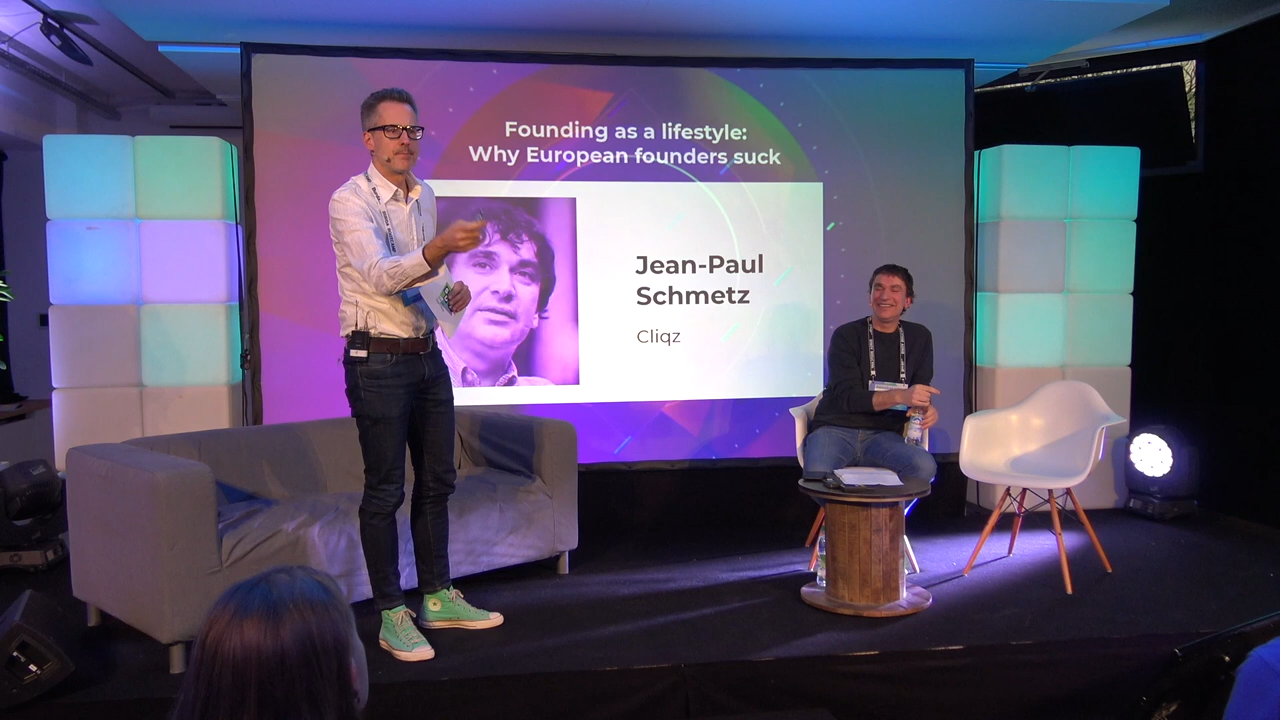 Founding as a lifestyle:
Why European founders suck
Jean-Paul
Schmetz
Cliqz